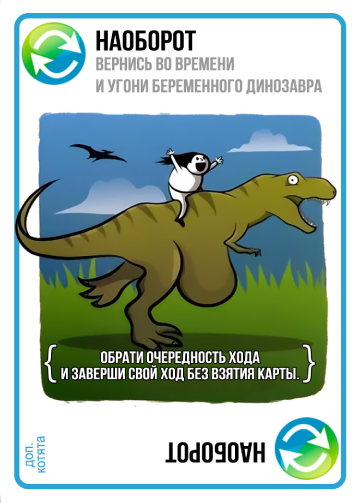 НАОБОРОТ
ВЕРНИСЬ ВО ВРЕМЕНИ
И УГОНИ БЕРЕМЕННОГО ДИНОЗАВРА
ОБРАТИ ОЧЕРЕДНОСТЬ ХОДА
И ЗАВЕРШИ СВОЙ ХОД БЕЗ ВЗЯТИЯ КАРТЫ.
доп.
котята
НАОБОРОТ